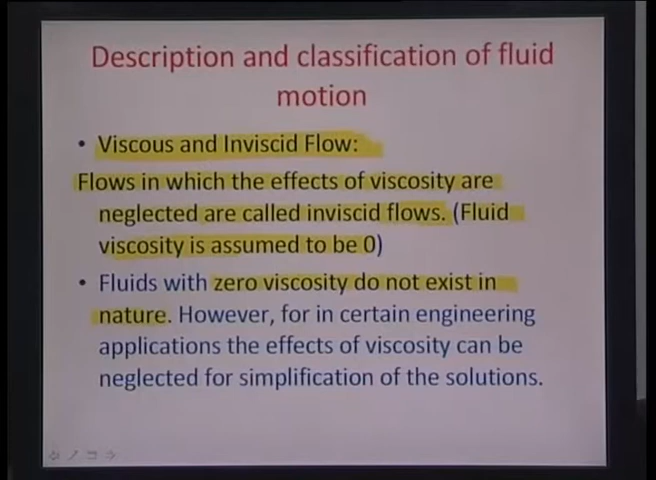 Description and classification of fluid
motion
• Viscous and Inviscid Flow:
Flows in which the effects of viscosity are
neglected are called inviscid flows. (Fluid
viscosity is assumed to be 0)
• Fluids with zero viscosity do not exist in
nature. However, for in certain engineering
applications the effects of viscosity can be
neglected for simplification of the solutions.